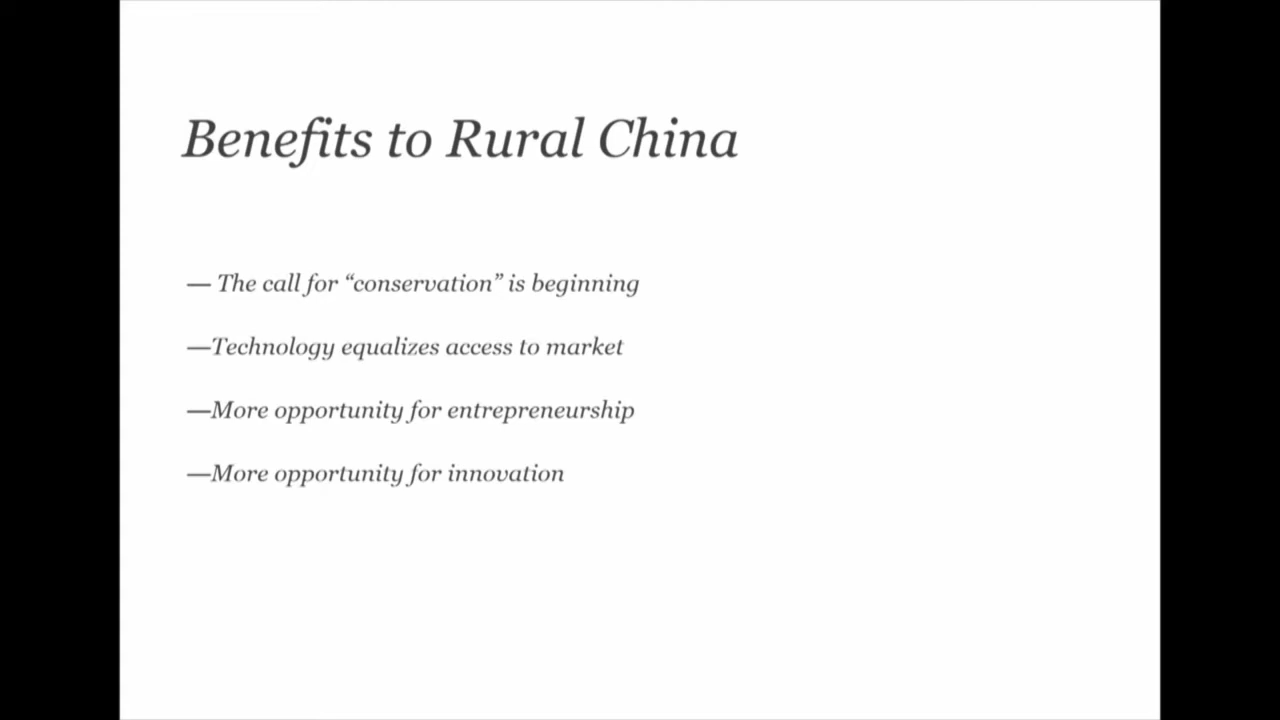 Benefits to Rural China
— The call for “conservation” is beginning
—Technology equalizes access to market
—More opportunity for entrepreneurship
—More opportunity for innovation